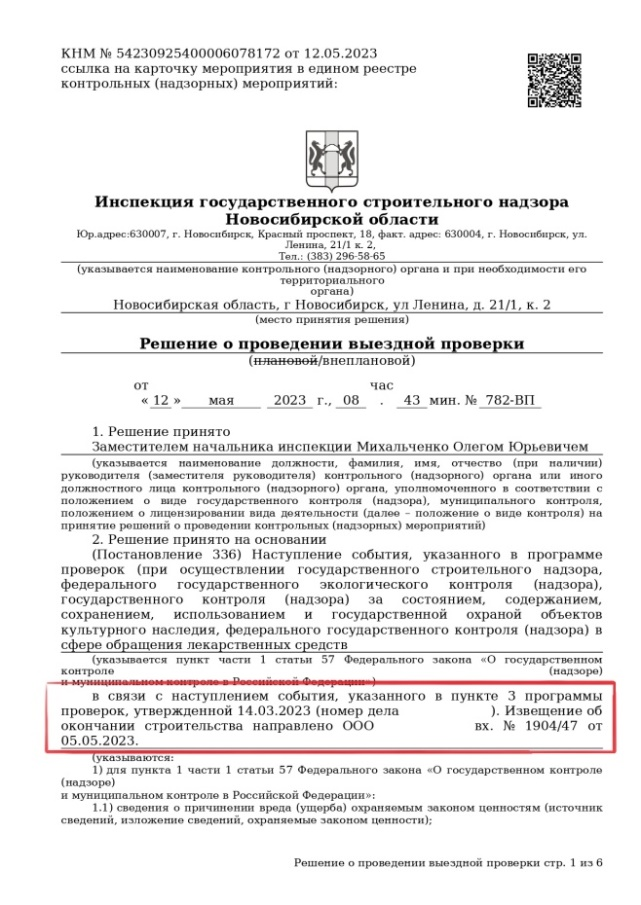 КНМ № 54230925400006078172 от 12.05.2023
ссылка на карточку мероприятия в едином реестре
контрольных (надзорных) мероприятий:
Инспекция государственного строительного надзора
Новосибирской области
Юр.адрес:630007, г. Новосибирск, Красный проспект, 18, факт. адрес: 630004, г. Новосибирск, ул.
Ленина, 21/1 к. 2,
Тел.: (383) 296-58-65
(указывается наименование контрольного (надзорного) органа и при необходимости его
территориального
органа)
Новосибирская область, г Новосибирск, ул Ленина, д. 21/1, к. 2
(место принятия решения)
Решение о проведении выездной проверки
(плановой/внеплановой)
от час
« 12 » мая 2023 г., 08 . 43 мин. № 782-ВП
1. Решение принято
Заместителем начальника инспекции Михальченко Олегом Юрьевичем
(указывается наименование должности, фамилия, имя, отчество (при наличии)
руководителя (заместителя руководителя) контрольного (надзорного) органа или иного
должностного лица контрольного (надзорного) органа, уполномоченного в соответствии с
положением о виде государственного контроля (надзора), муниципального контроля,
положением о лицензировании вида деятельности (далее – положение о виде контроля) на
принятие решений о проведении контрольных (надзорных) мероприятий)
2. Решение принято на основании
(Постановление 336) Наступление события, указанного в программе
проверок (при осуществлении государственного строительного надзора,
федерального государственного экологического контроля (надзора),
государственного контроля (надзора) за состоянием, содержанием,
сохранением, использованием и государственной охраной объектов
культурного наследия, федерального государственного контроля (надзора) в
сфере обращения лекарственных средств
(указывается пункт части 1 статьи 57 Федерального закона «О государственном
контроле (надзоре)
и муниципальном контроле в Российской Федерации»)
в связи с наступлением события, указанного в пункте 3 программы
проверок, утвержденной 14.03.2023 (номер дела ). Извещение об
окончании строительства направлено ООО вх. № 1904/47 от
05.05.2023.
(указываются:
1) для пункта 1 части 1 статьи 57 Федерального закона «О государственном контроле
(надзоре)
и муниципальном контроле в Российской Федерации»:
1.1) сведения о причинении вреда (ущерба) охраняемым законом ценностям (источник
сведений, изложение сведений, охраняемые законом ценности);
Решение о проведении выездной проверки стр. 1 из 6